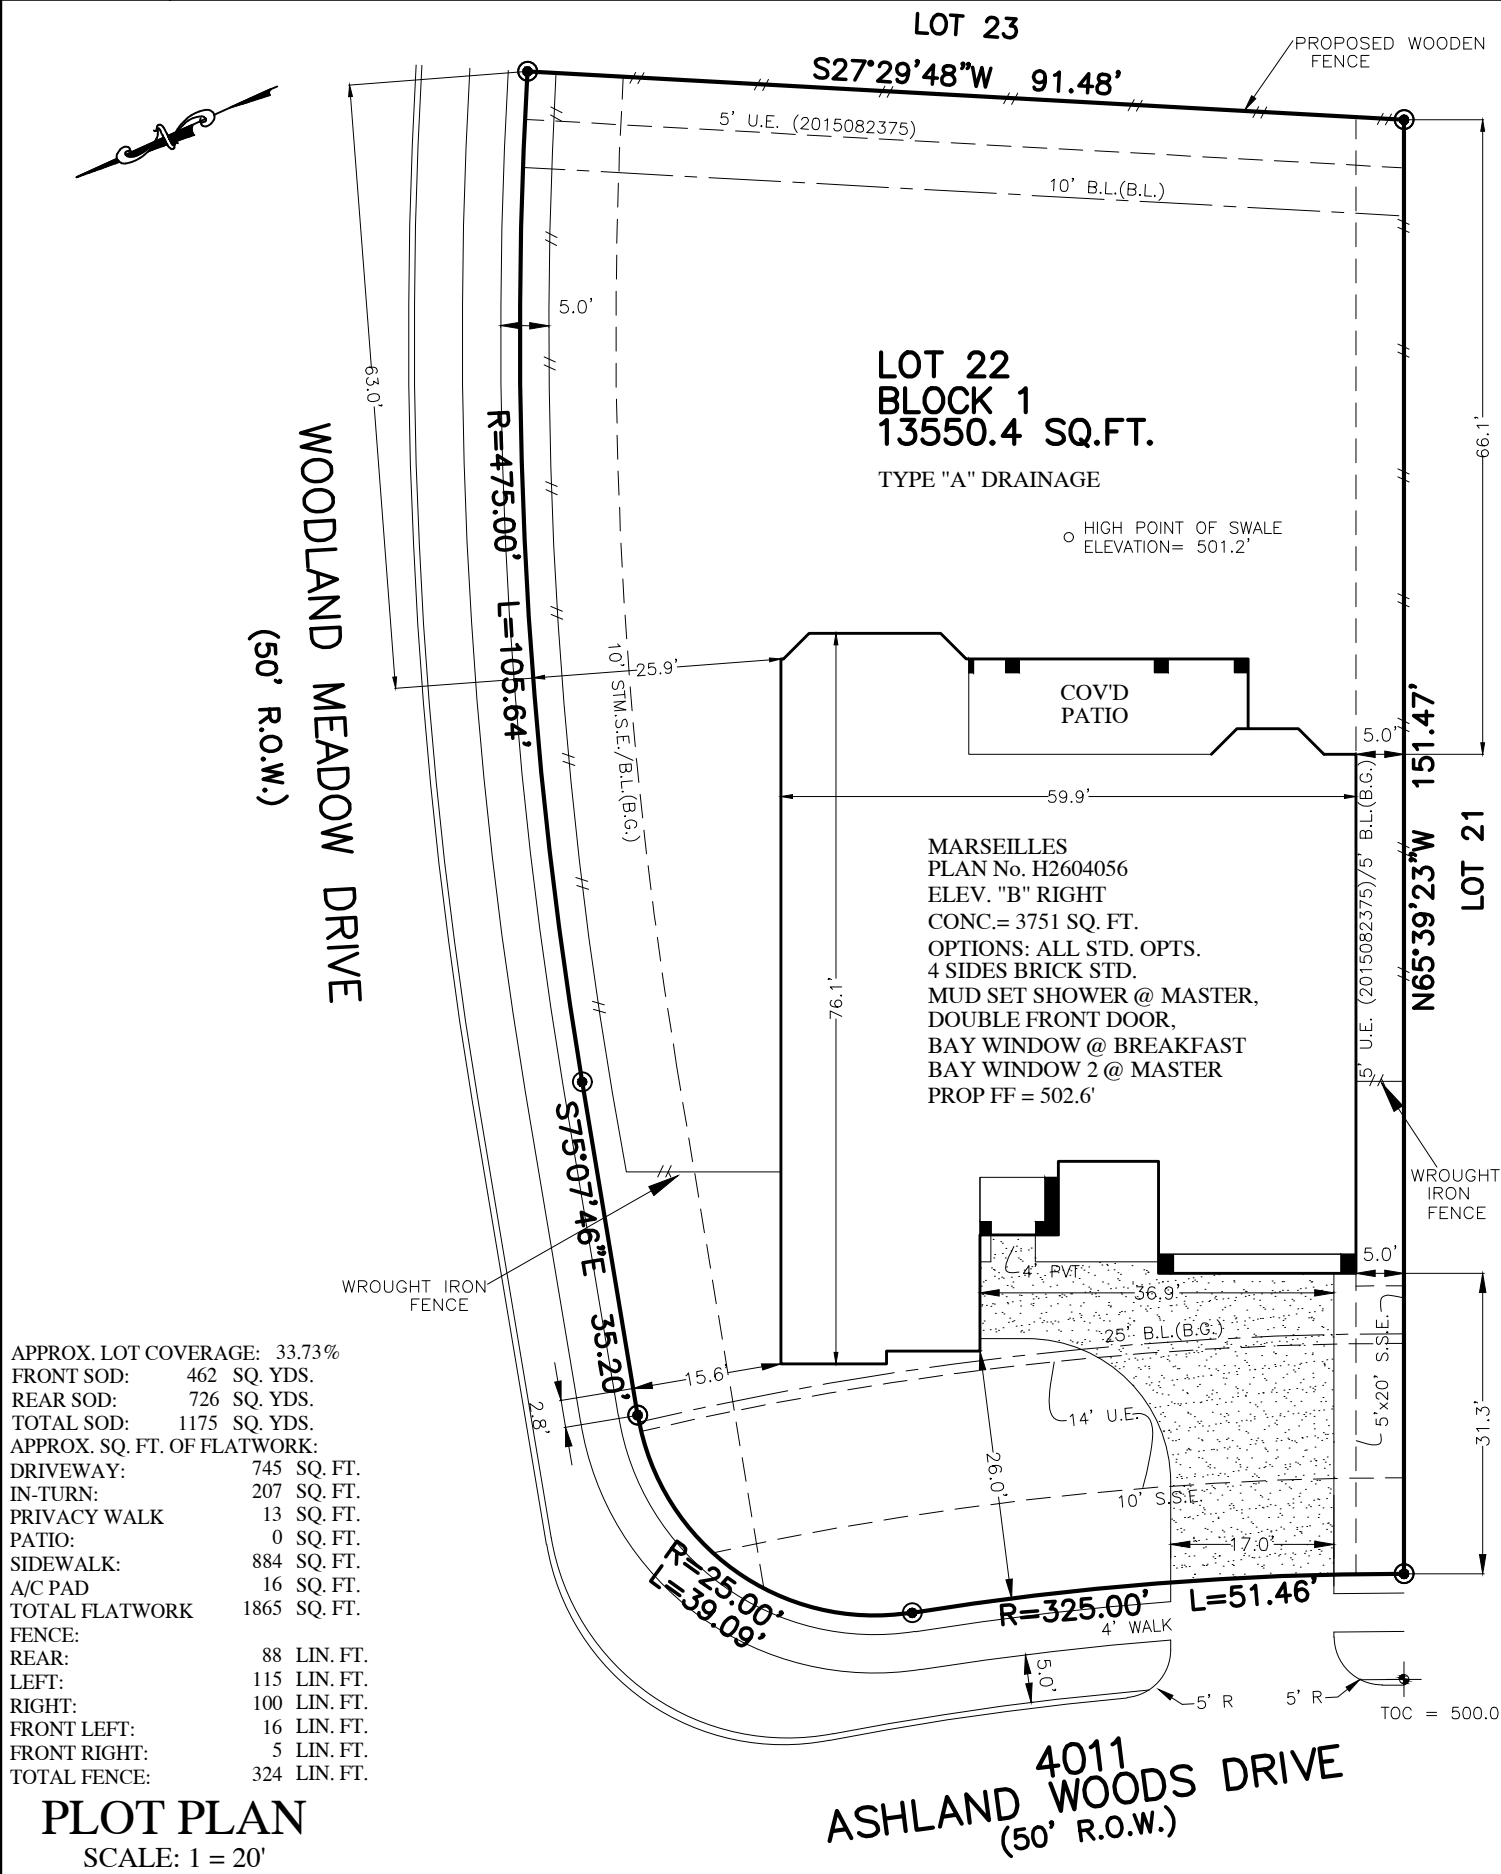 LOT 23
S27°29'48"W 91.48'
PROPOSED WOODEN
FENCE
5' U.E. (2015082375)
10' B.L.(B.L.)
5.0'
63.0'
66.1'
LOT 22
BLOCK 1
13550.4 SQ.FT.
TYPE "A" DRAINAGE
HIGH POINT OF SWALE
ELEVATION= 501.2'
WOODLAND MEADOW DRIVE
(50' R.O.W.)
R=475.00' L=105.64'
10' STM.S.E./B.L.(B.G.)
25.9'
COV'D
PATIO
5.0'
59.9'
76.1'
MARSEILLES
PLAN No. H2604056
ELEV. "B" RIGHT
CONC.= 3751 SQ. FT.
OPTIONS: ALL STD. OPTS.
4 SIDES BRICK STD.
MUD SET SHOWER @ MASTER,
DOUBLE FRONT DOOR,
BAY WINDOW @ BREAKFAST
BAY WINDOW 2 @ MASTER
PROP FF = 502.6'
5' U.E. (2015082375)/5' B.L.(B.G.)
N65°39'23"W 151.47'
LOT 21
WROUGHT
IRON
FENCE
S75°07'46"E 35.20'
WROUGHT IRON
FENCE
5.0'
4' PVT
36.9'
25' B.L.(B.G.)
15.6'
2.8'
14' U.E.
26.0'
10' S.S.E.
5'x20' S.S.E.
31.3'
17.0'
R=25.00'
L=39.09'
R=325.00' L=51.46'
4' WALK
5.0'
5' R
5' R
TOC = 500.0
4011
ASHLAND WOODS DRIVE
(50' R.O.W.)
APPROX. LOT COVERAGE: 33.73%
FRONT SOD: 462 SQ. YDS.
REAR SOD: 726 SQ. YDS.
TOTAL SOD: 1175 SQ. YDS.
APPROX. SQ. FT. OF FLATWORK:
DRIVEWAY: 745 SQ. FT.
IN-TURN: 207 SQ. FT.
PRIVACY WALK 13 SQ. FT.
PATIO: 0 SQ. FT.
SIDEWALK: 884 SQ. FT.
A/C PAD 16 SQ. FT.
TOTAL FLATWORK 1865 SQ. FT.
FENCE:
REAR: 88 LIN. FT.
LEFT: 115 LIN. FT.
RIGHT: 100 LIN. FT.
FRONT LEFT: 16 LIN. FT.
FRONT RIGHT: 5 LIN. FT.
TOTAL FENCE: 324 LIN. FT.
PLOT PLAN
SCALE: 1 = 20'